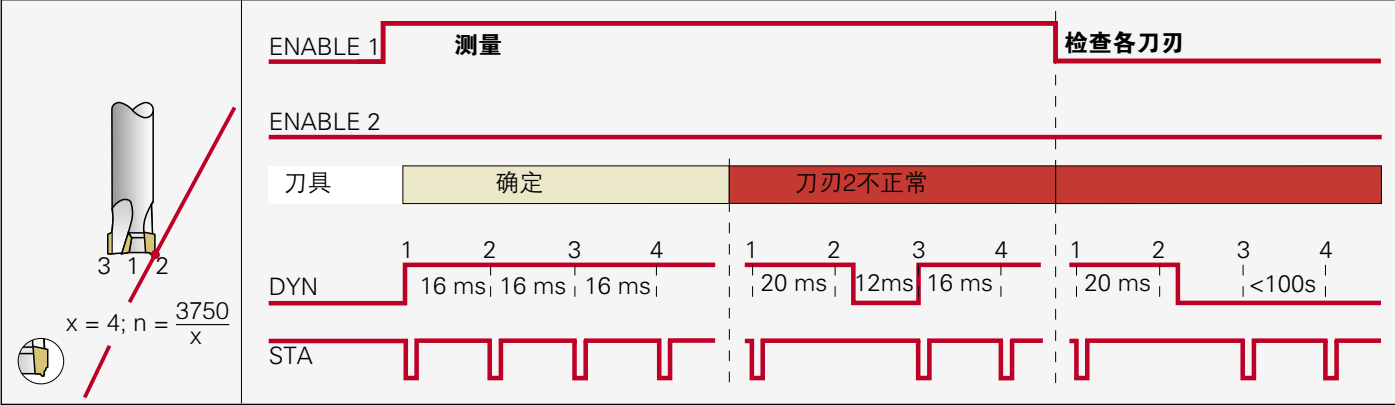 ENABLE 1
测量
检查各刀刃
ENABLE 2
刀具
确定
刀刃2不正常
1 2 3 4 1 2 3 4 1 2 3 4
DYN
16 ms 16 ms 16 ms 20 ms 12ms 16 ms 20 ms <100s
STA
3 1 2
x = 4; n = 3750/x